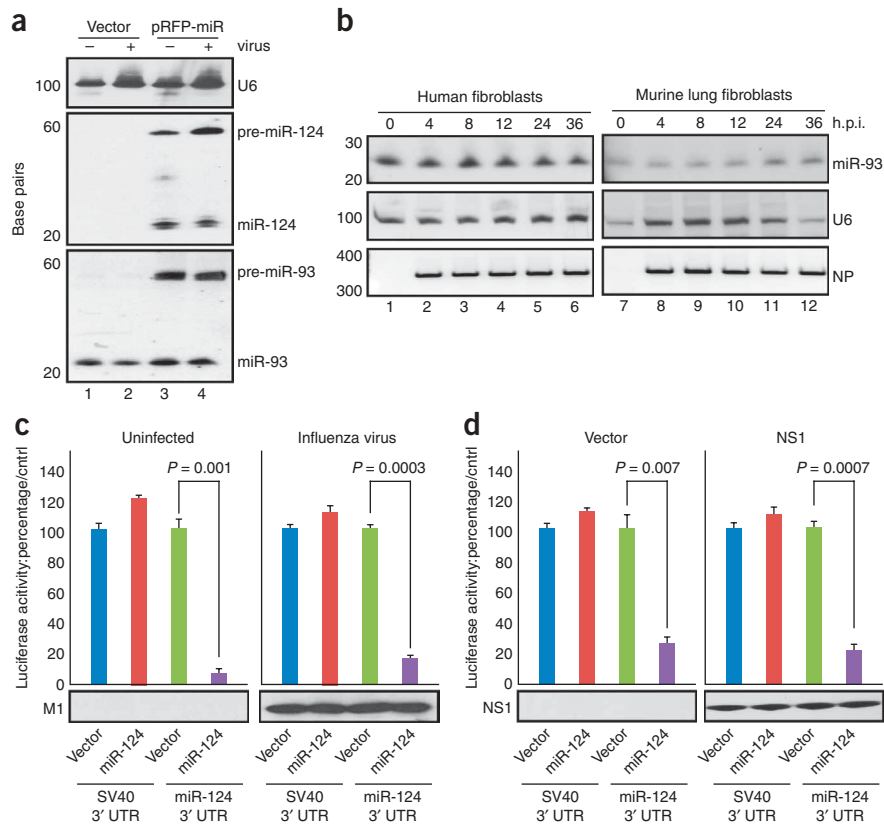 a
Vector pRFP-miR
– + – + virus
100 U6
60 pre-miR-124
Base pairs
20 miR-124
60 pre-miR-93
20 miR-93
1 2 3 4
b
Human fibroblasts Murine lung fibroblasts
0 4 8 12 24 36 0 4 8 12 24 36 h.p.i.
30
20 miR-93
100 U6
400
300 NP
1 2 3 4 5 6 7 8 9 10 11 12
c
Uninfected Influenza virus
Luciferase acitivity:percentage/cntrl
140
120
100
80
60
40
20
0
P = 0.001 P = 0.0003
M1
Vector miR-124 Vector miR-124 Vector miR-124 Vector miR-124
SV40 3′ UTR miR-124 3′ UTR SV40 3′ UTR miR-124 3′ UTR
d
Vector NS1
Luciferase acitivity:percentage/cntrl
140
120
100
80
60
40
20
0
P = 0.007 P = 0.0007
NS1
Vector miR-124 Vector miR-124 Vector miR-124 Vector miR-124
SV40 3′ UTR miR-124 3′ UTR SV40 3′ UTR miR-124 3′ UTR